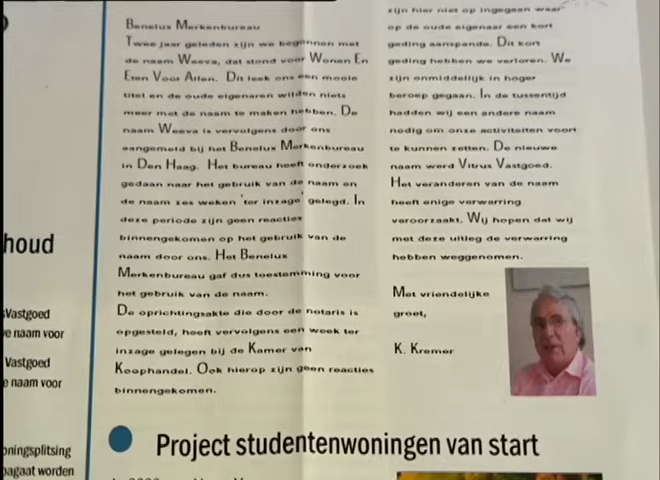 Benelux Merkenbureau
Twee jaar geleden zijn we begonnen met
de naam Weeva, dat stond voor Wonen En
Eten Voor Allen. Dit leek ons een mooie
titel en de oude eigenaren wilden niets
meer met de naam te maken hebben. De
naam Weeva is vervolgens door ons
aangemeld bij het Benelux Merkenbureau
in Den Haag. Het bureau heeft onderzoek
gedaan naar het gebruik van de naam en
de naam zes weken 'ter inzage' gelegd. In
deze periode zijn geen reacties
binnengekomen op het gebruik van de
naam door ons. Het Benelux
Merkenbureau gaf dus toestemming voor
het gebruik van de naam.
De oprichtingsakte die door de notaris is
opgesteld, heeft vervolgens een week ter
inzage gelegen bij de Kamer van
Koophandel. Ook hierop zijn geen reacties
binnengekomen.
zijn hier niet op ingegaan waar
op de oude eigenaar een kort
geding aanspande. Dit kort
geding hebben we verloren. We
zijn onmiddellijk in hoger
beroep gegaan. In de tussentijd
hadden wij een andere naam
nodig om onze activiteiten voort
te kunnen zetten. De nieuwe
naam werd Vitrus Vastgoed.
Het veranderen van de naam
heeft enige verwarring
veroorzaakt. Wij hopen dat wij
met deze uitleg de verwarring
hebben weggenomen.
Met vriendelijke
groet,
K. Kremer
houd
Vastgoed
e naam voor
Vastgoed
e naam voor
oningsplitsing
pagaat worden
Project studentenwoningen van start